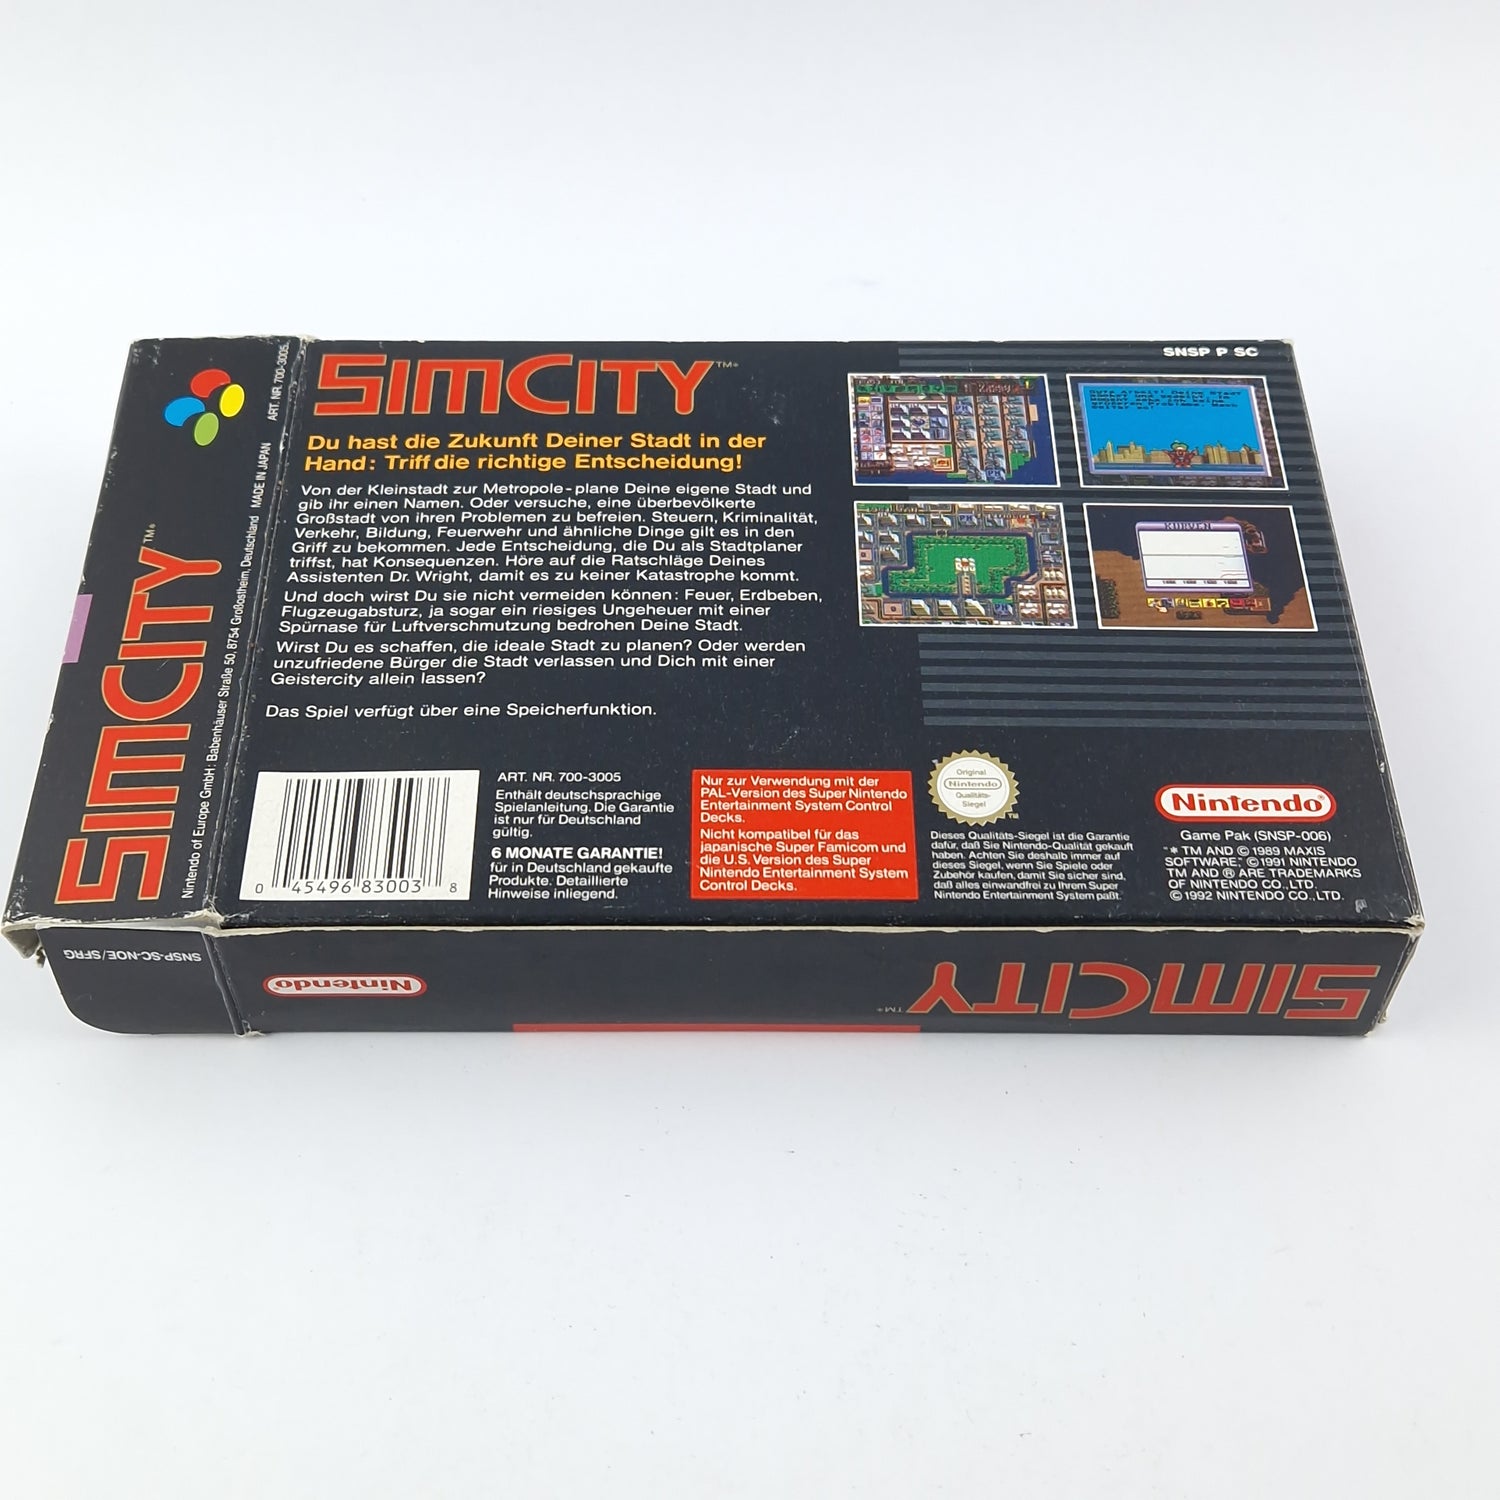 SIMCITY™*
SNSP P SC
Du hast die Zukunft Deiner Stadt in der
Hand: Triff die richtige Entscheidung!
Von der Kleinstadt zur Metropole-plane Deine eigene Stadt und
gib ihr einen Namen. Oder versuche, eine überbevölkerte
Großstadt von ihren Problemen zu befreien. Steuern, Kriminalität,
Verkehr, Bildung, Feuerwehr und ähnliche Dinge gilt es in den
Griff zu bekommen. Jede Entscheidung, die Du als Stadtplaner
triffst, hat Konsequenzen. Höre auf die Ratschläge Deines
Assistenten Dr. Wright, damit es zu keiner Katastrophe kommt.
Und doch wirst Du sie nicht vermeiden können: Feuer, Erdbeben,
Flugzeugabsturz, ja sogar ein riesiges Ungeheuer mit einer
Spürnase für Luftverschmutzung bedrohen Deine Stadt.
Wirst Du es schaffen, die ideale Stadt zu planen? Oder werden
unzufriedene Bürger die Stadt verlassen und Dich mit einer
Geistercity allein lassen?
Das Spiel verfügt über eine Speicherfunktion.
KURVEN
0 45496 83003 8
ART. NR. 700-3005
Enthält deutschsprachige
Spielanleitung. Die Garantie
ist nur für Deutschland
gültig.
6 MONATE GARANTIE!
für in Deutschland gekaufte
Produkte. Detaillierte
Hinweise inliegend.
Nur zur Verwendung mit der
PAL-Version des Super Nintendo
Entertainment System Control
Decks.
Nicht kompatibel für das
japanische Super Famicom und
die U.S. Version des Super
Nintendo Entertainment System
Control Decks.
Original
Nintendo
Qualitäts-
Siegel
TM
Dieses Qualitäts-Siegel ist die Garantie
dafür, daß Sie Nintendo-Qualität gekauft
haben. Achten Sie deshalb immer auf
dieses Siegel, wenn Sie Spiele oder
Zubehör kaufen, damit Sie sicher sind,
daß alles einwandfrei zu Ihrem Super
Nintendo Entertainment System paßt.
Nintendo®
Game Pak (SNSP-006)
"* TM AND © 1989 MAXIS
SOFTWARE," © 1991 NINTENDO
TM AND ® ARE TRADEMARKS
OF NINTENDO CO., LTD.
© 1992 NINTENDO CO., LTD.
SIMCITY™*
Nintendo of Europe GmbH: Babenhäuser Straße 50, 8754 Großostheim, Deutschland MADE IN JAPAN ART. NR. 700-3005
SNSP-SC-NOE/SFRG
Nintendo®
SIMCITY™*